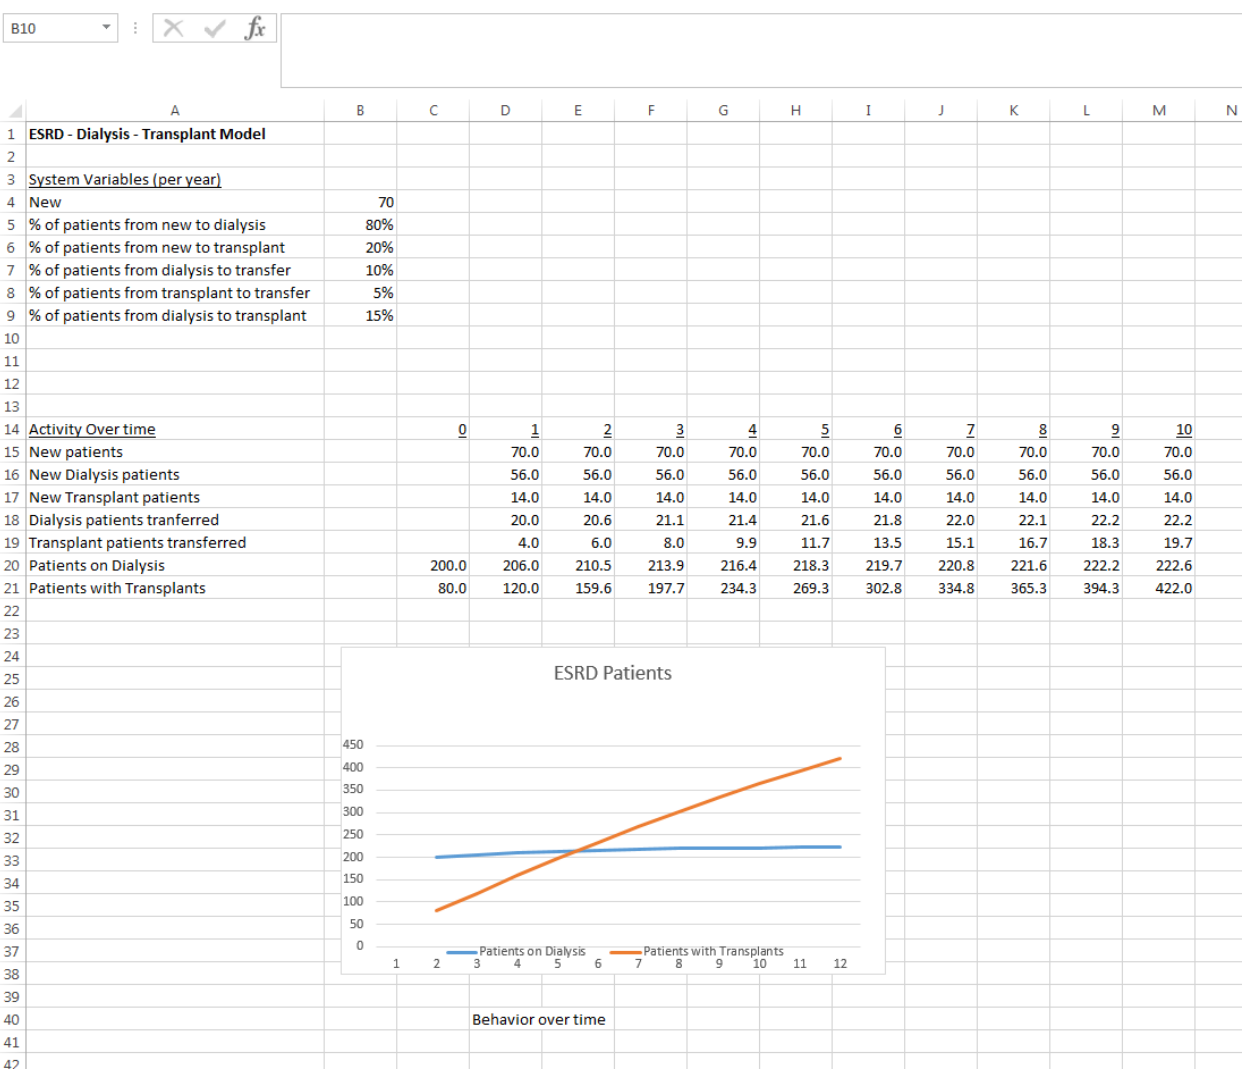 B10 fx
A B C D E F G H I J K L M N
1 ESRD - Dialysis - Transplant Model
2
3 System Variables (per year)
4 New 70
5 % of patients from new to dialysis 80%
6 % of patients from new to transplant 20%
7 % of patients from dialysis to transfer 10%
8 % of patients from transplant to transfer 5%
9 % of patients from dialysis to transplant 15%
10
11
12
13
14 Activity Over time 0 1 2 3 4 5 6 7 8 9 10
15 New patients 70.0 70.0 70.0 70.0 70.0 70.0 70.0 70.0 70.0 70.0
16 New Dialysis patients 56.0 56.0 56.0 56.0 56.0 56.0 56.0 56.0 56.0 56.0
17 New Transplant patients 14.0 14.0 14.0 14.0 14.0 14.0 14.0 14.0 14.0 14.0
18 Dialysis patients tranferred 20.0 20.6 21.1 21.4 21.6 21.8 22.0 22.1 22.2 22.2
19 Transplant patients transferred 4.0 6.0 8.0 9.9 11.7 13.5 15.1 16.7 18.3 19.7
20 Patients on Dialysis 200.0 206.0 210.5 213.9 216.4 218.3 219.7 220.8 221.6 222.2 222.6
21 Patients with Transplants 80.0 120.0 159.6 197.7 234.3 269.3 302.8 334.8 365.3 394.3 422.0
22
23
24
25 ESRD Patients
26
27
28 450
29 400
30 350
31 300
32 250
33 200
34 150
35 100
36 50
37 0 Patients on Dialysis Patients with Transplants
38 1 2 3 4 5 6 7 8 9 10 11 12
39
40 Behavior over time
41
42